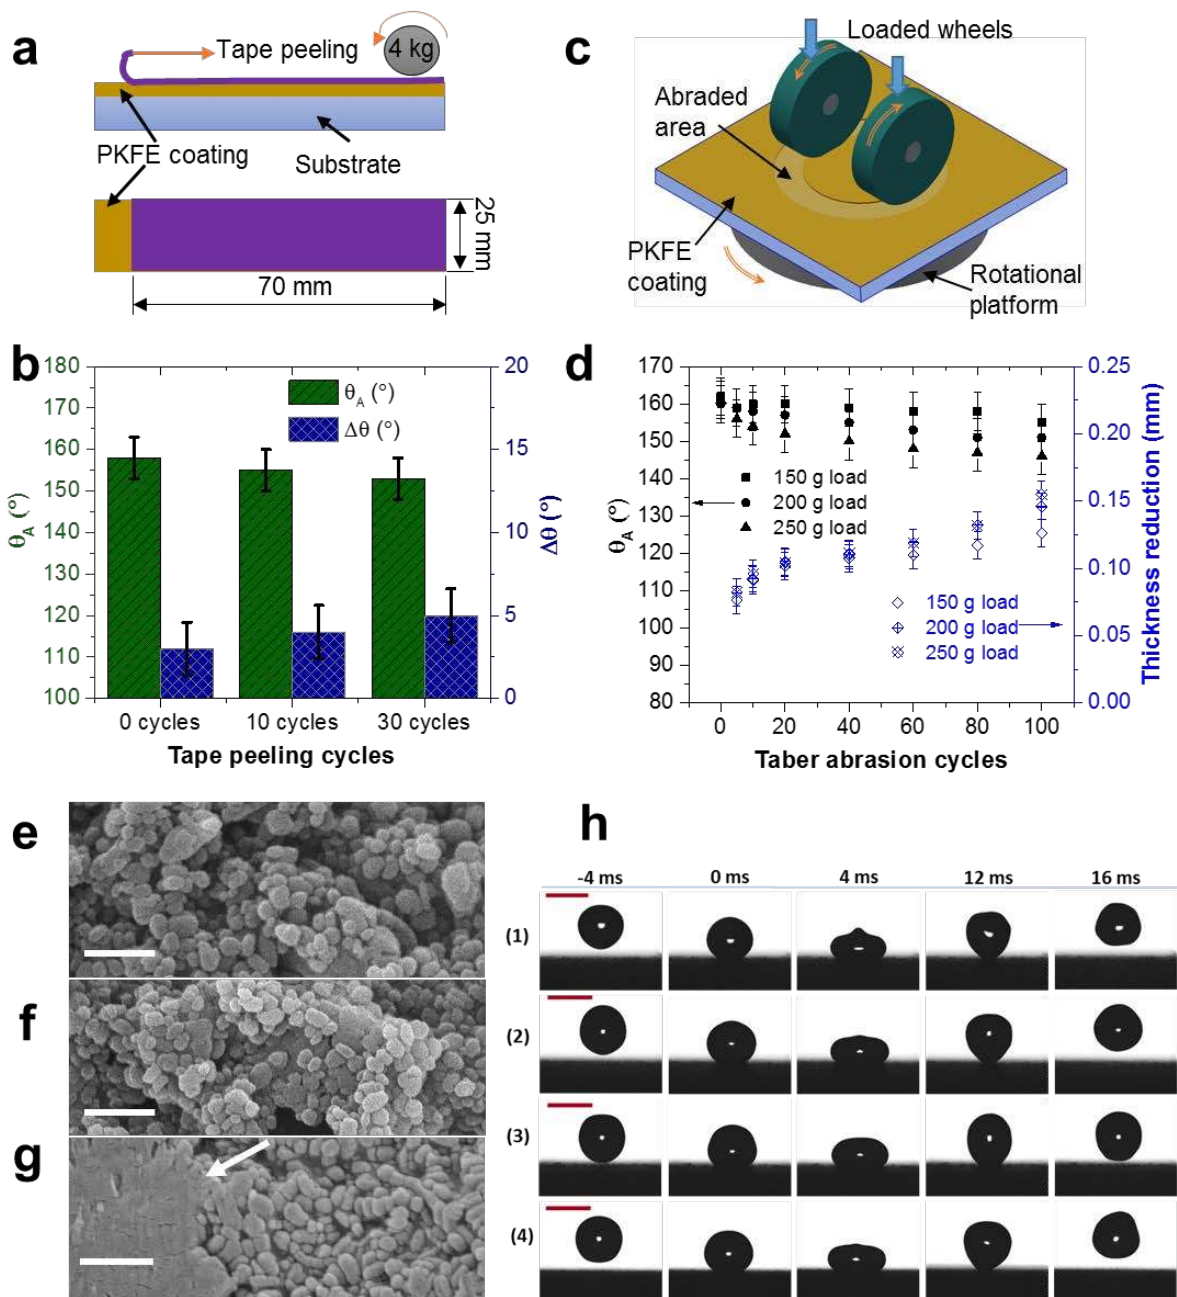 a
Tape peeling
4 kg
PKFE coating
Substrate
25 mm
70 mm
c
Loaded wheels
Abraded
area
PKFE
coating
Rotational
platform
b
180
170
160
150
140
130
120
110
100
θA (°)
θA (°)
Δθ (°)
20
15
10
5
0
Δθ (°)
0 cycles
10 cycles
30 cycles
Tape peeling cycles
d
170
160
150
140
130
120
110
100
90
80
θA (°)
150 g load
200 g load
250 g load
150 g load
200 g load
250 g load
0.25
0.20
0.15
0.10
0.05
0.00
Thickness reduction (mm)
0 20 40 60 80 100
Taber abrasion cycles
e
f
g
h
-4 ms 0 ms 4 ms 12 ms 16 ms
(1)
(2)
(3)
(4)